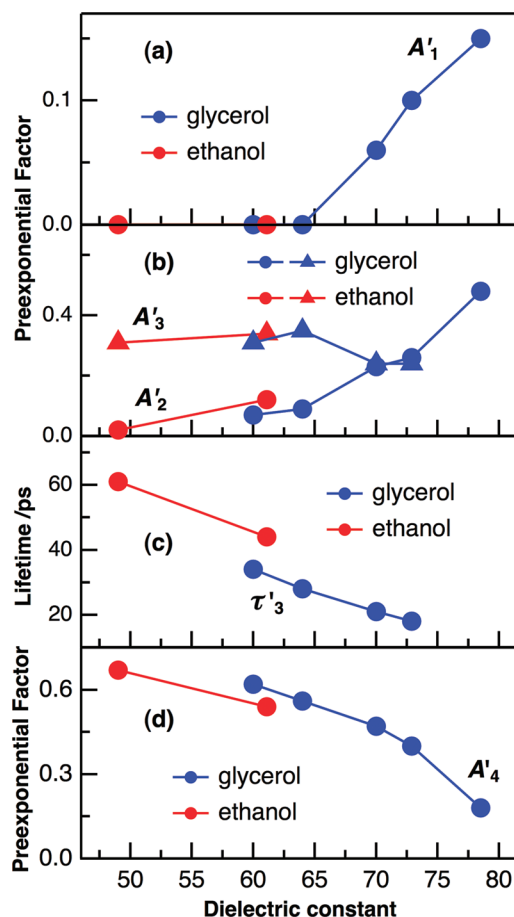 Preexponential Factor
(a)
A'₁
glycerol
ethanol
0.1
0.0
(b)
glycerol
ethanol
0.4
A'₃
A'₂
0.0
Lifetime /ps
60
40
20
(c)
glycerol
ethanol
τ'₃
Preexponential Factor
0.6
0.3
0.0
(d)
glycerol
ethanol
A'₄
50 55 60 65 70 75 80
Dielectric constant